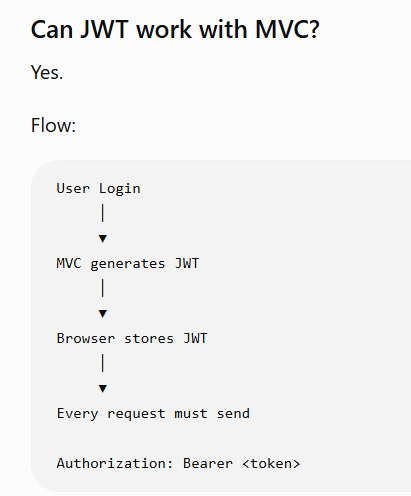 Can JWT work with MVC?
Yes.
Flow:
User Login
│
▼
MVC generates JWT
│
▼
Browser stores JWT
│
▼
Every request must send
Authorization: Bearer <token>